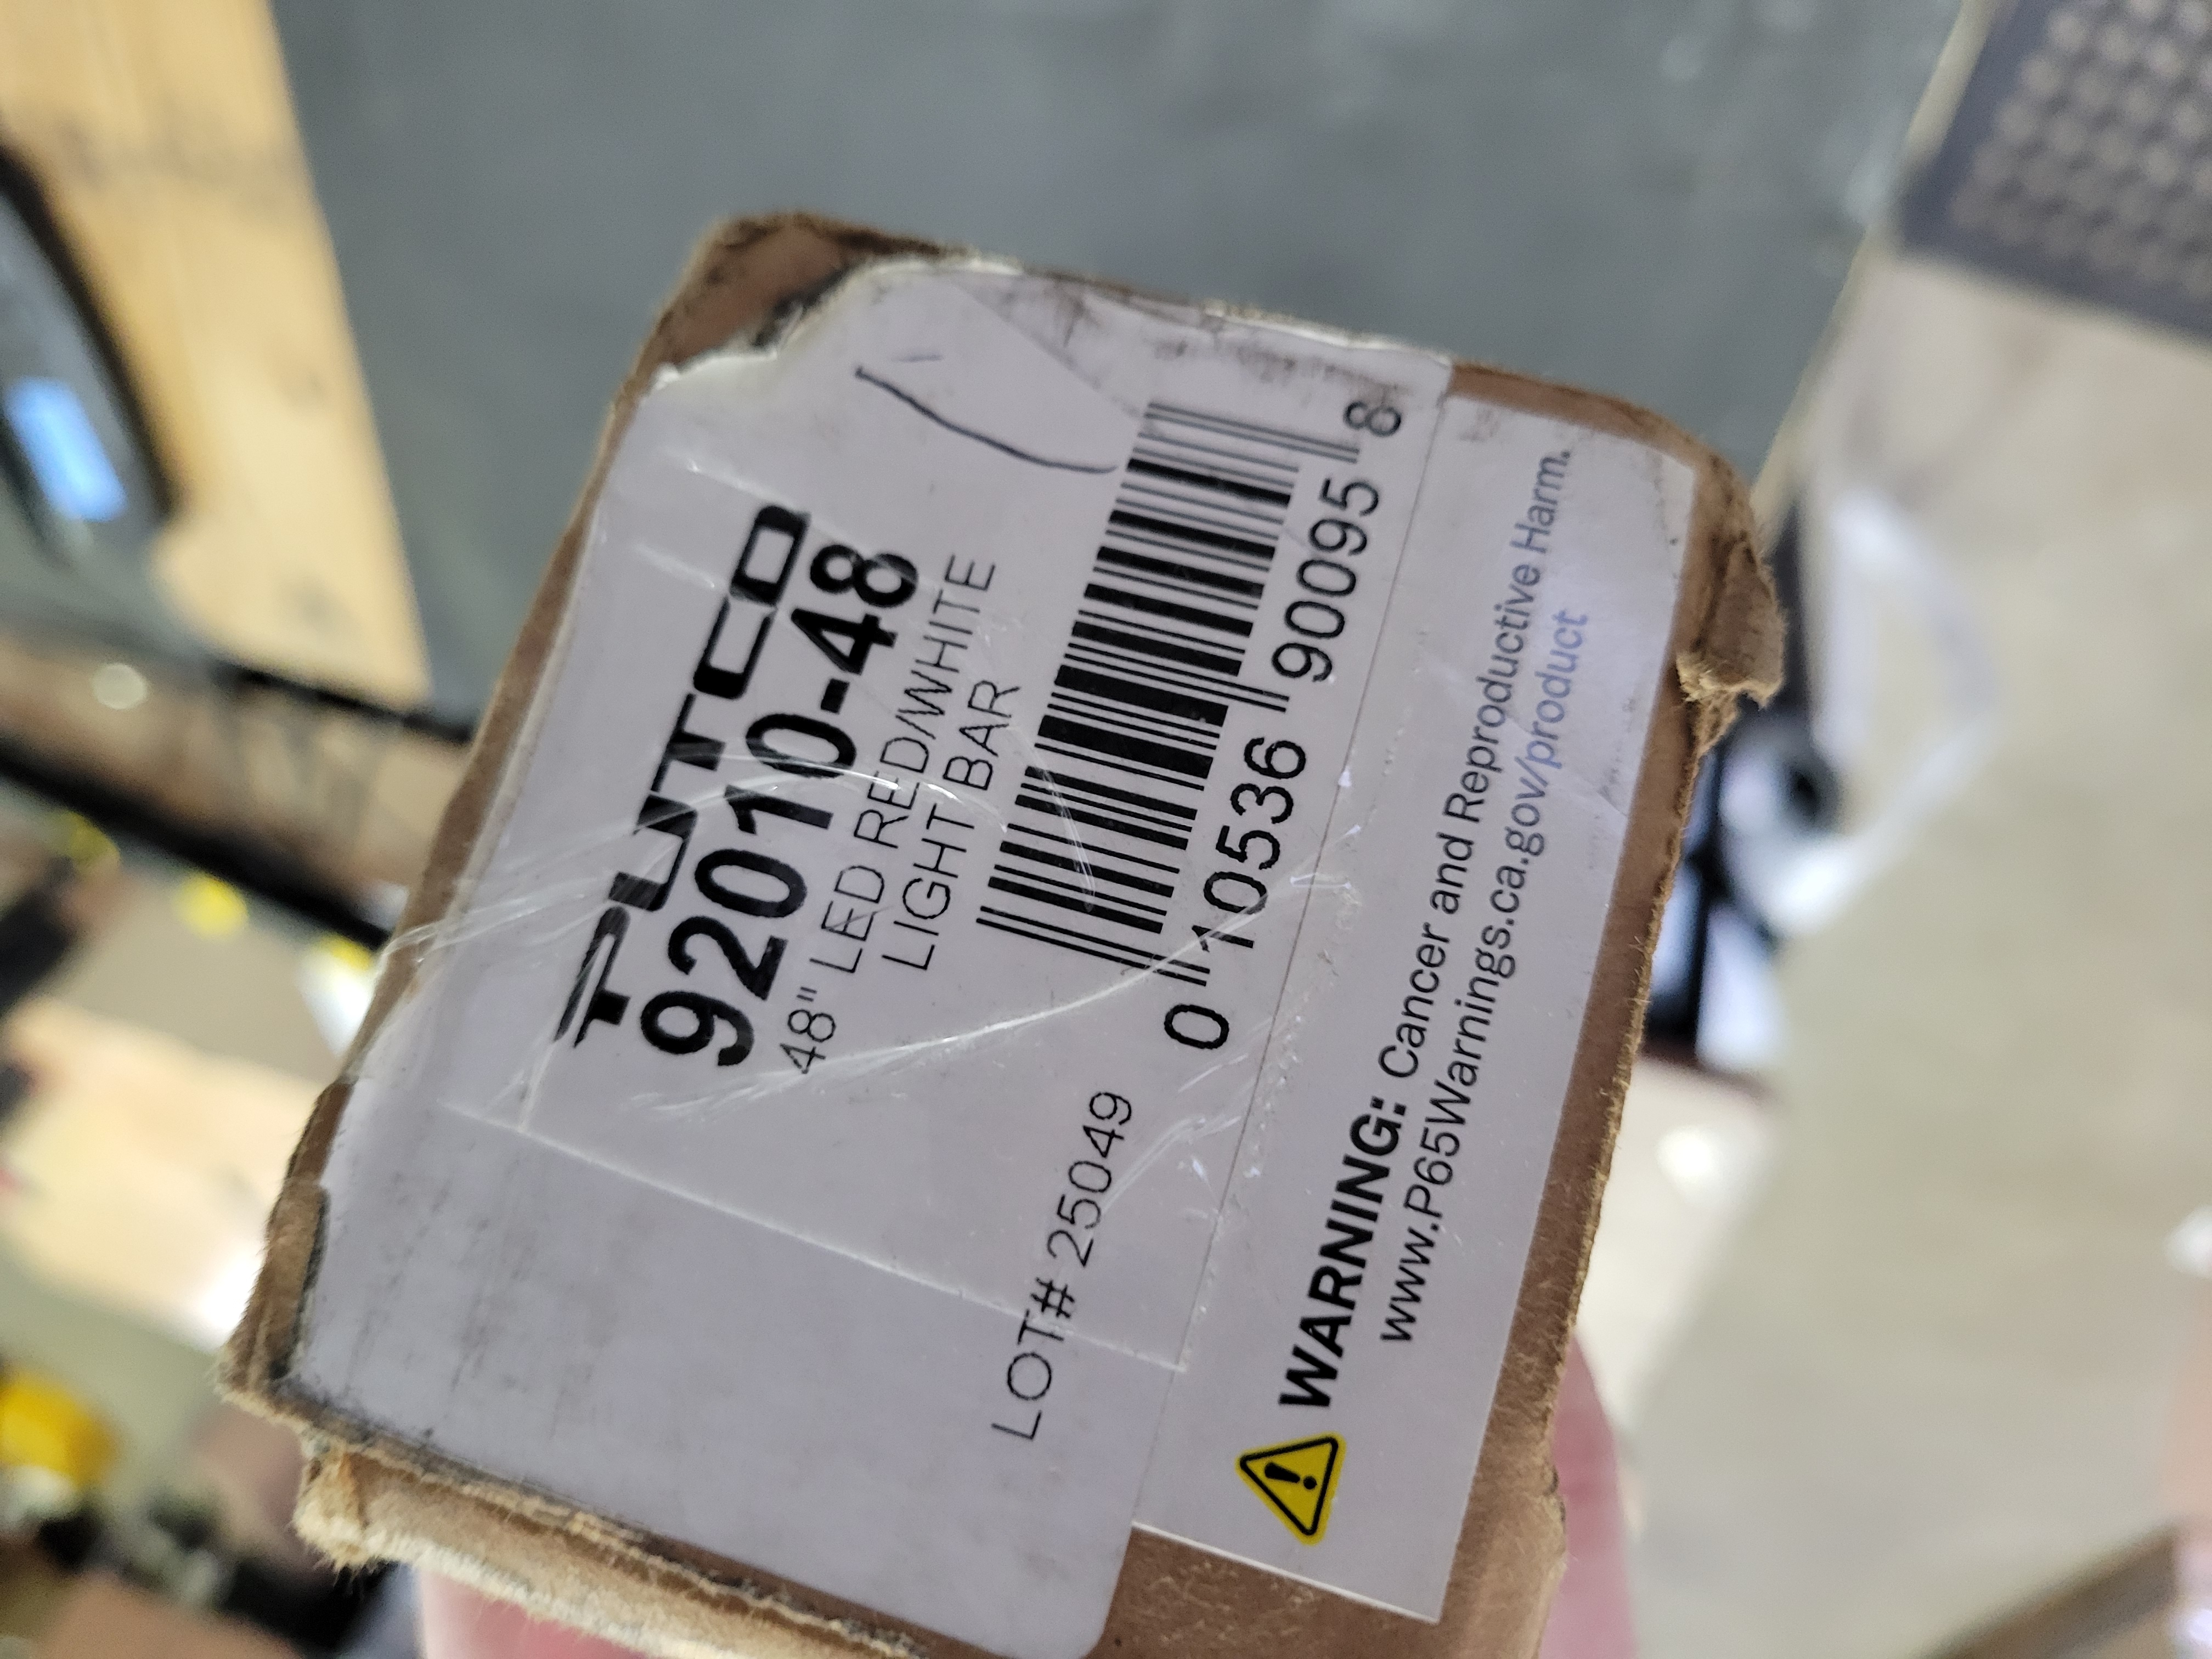 PUTCO
92010-48
48" LED RED/WHITE
LIGHT BAR
0 10536 90095 8
LOT# 25049
WARNING: Cancer and Reproductive Harm.
www.P65Warnings.ca.gov/product